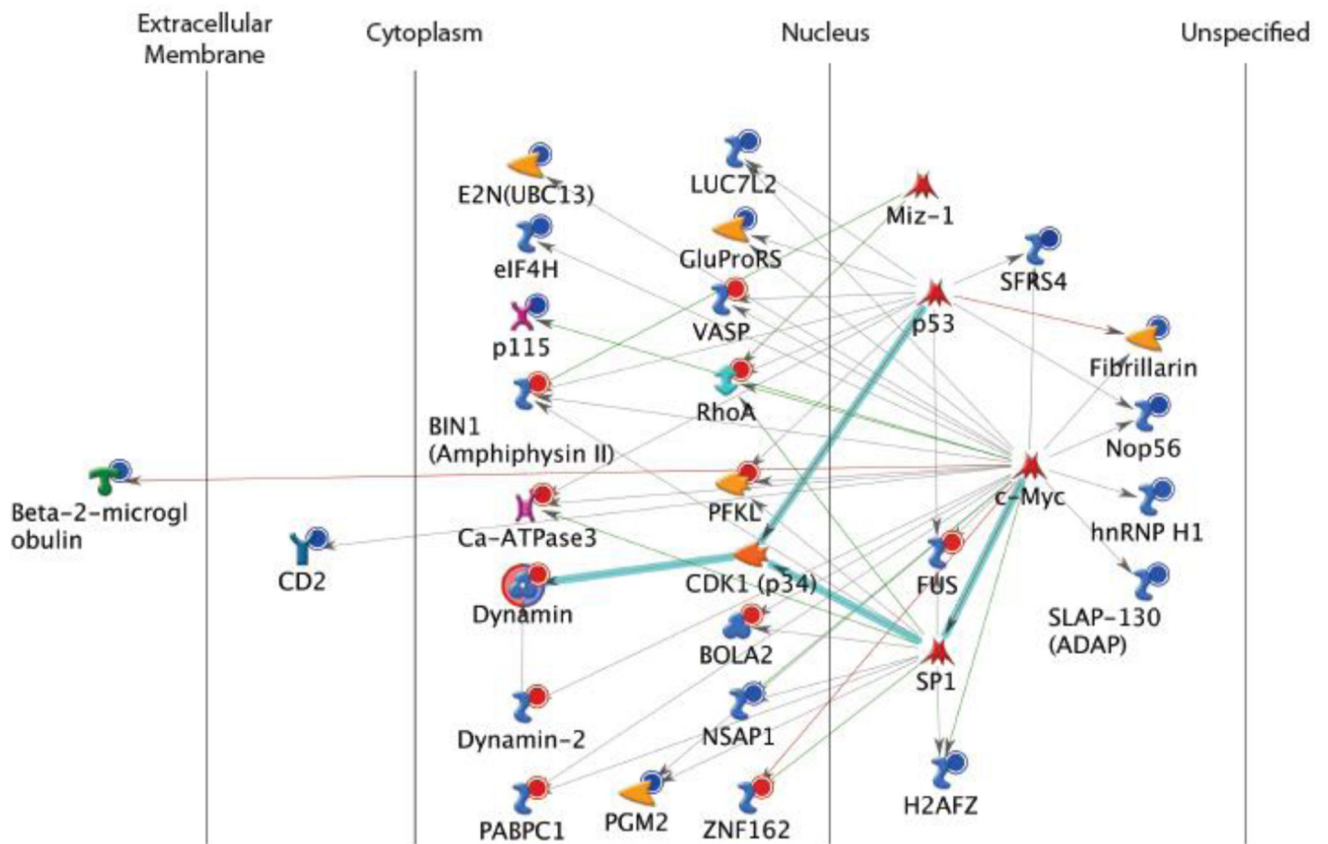 Extracellular
Membrane
Cytoplasm
Nucleus
Unspecified
E2N(UBC13)
LUC7L2
Miz-1
eIF4H
GluProRS
SFRS4
p115
VASP
p53
Fibrillarin
BIN1
(Amphiphysin II)
RhoA
Nop56
Beta-2-microgl
obulin
Ca-ATPase3
PFKL
c-Myc
hnRNP H1
CD2
Dynamin
CDK1 (p34)
FUS
SLAP-130
(ADAP)
BOLA2
SP1
Dynamin-2
NSAP1
PABPC1
PGM2
ZNF162
H2AFZ